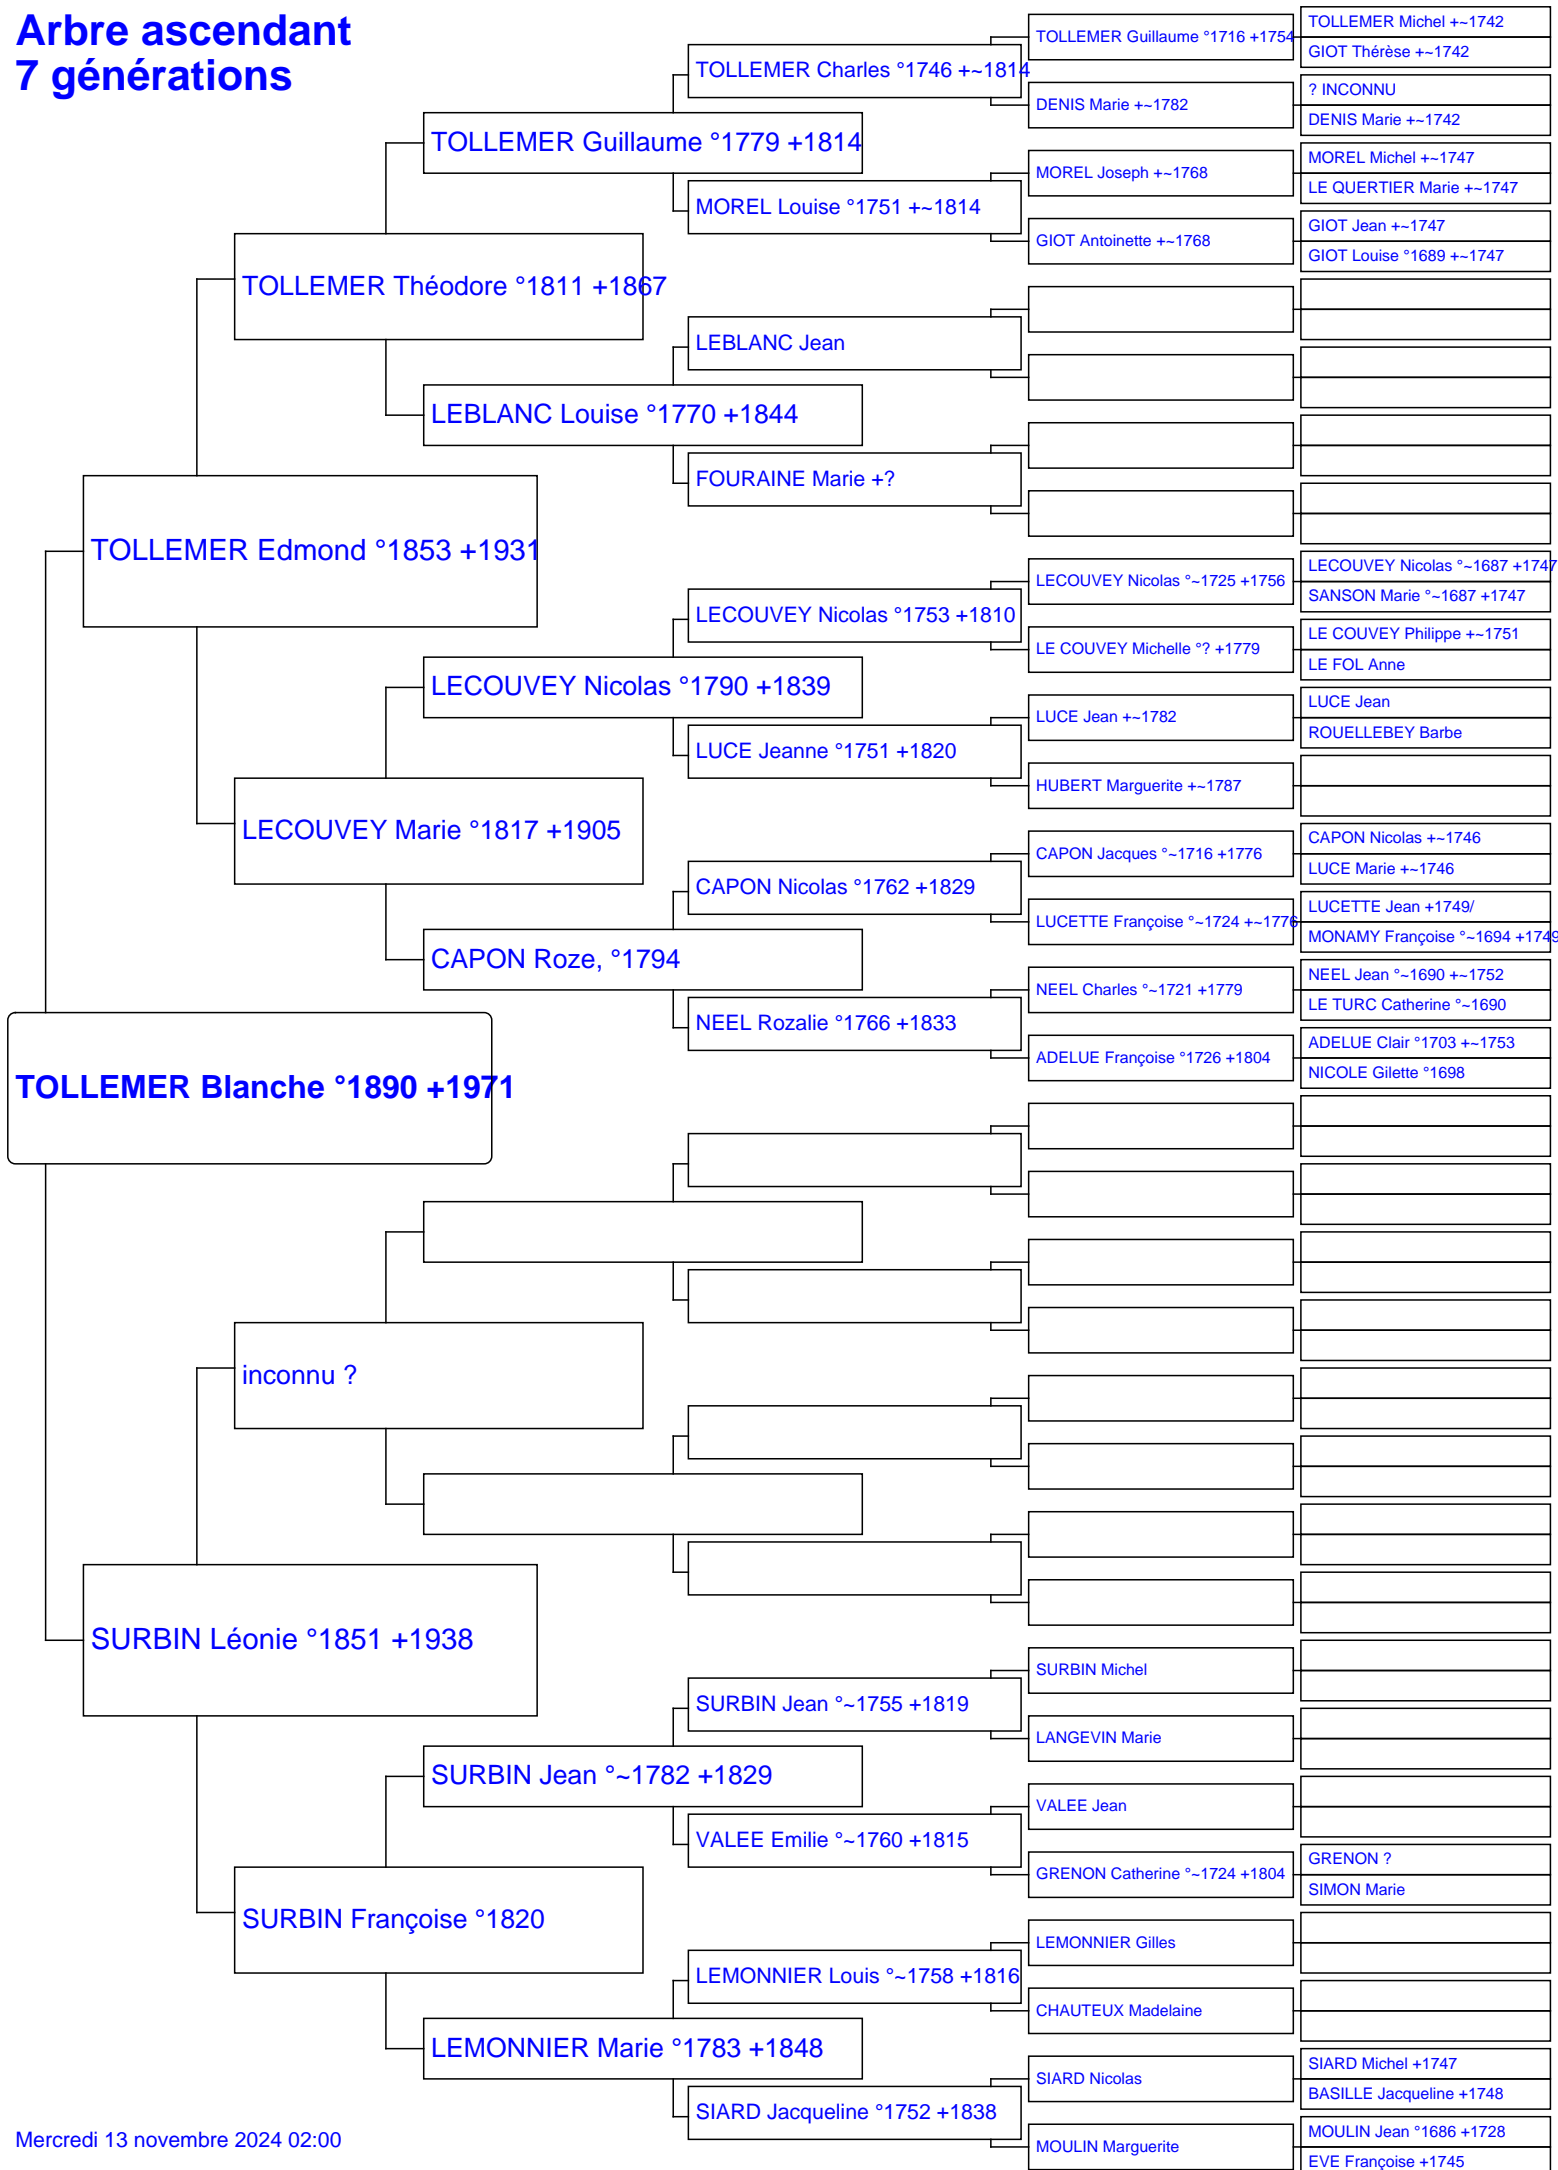 Arbre ascendant
7 générations
TOLLEMER Blanche °1890 +1971
TOLLEMER Edmond °1853 +1931
SURBIN Léonie °1851 +1938
TOLLEMER Théodore °1811 +1867
LECOUVEY Marie °1817 +1905
inconnu ?
SURBIN Françoise °1820
TOLLEMER Guillaume °1779 +1814
LEBLANC Louise °1770 +1844
LECOUVEY Nicolas °1790 +1839
CAPON Roze, °1794
SURBIN Jean °~1782 +1829
LEMONNIER Marie °1783 +1848
TOLLEMER Charles °1746 +~1814
MOREL Louise °1751 +~1814
LEBLANC Jean
FOURAINE Marie +?
LECOUVEY Nicolas °1753 +1810
LUCE Jeanne °1751 +1820
CAPON Nicolas °1762 +1829
NEEL Rozalie °1766 +1833
SURBIN Jean °~1755 +1819
VALEE Emilie °~1760 +1815
LEMONNIER Louis °~1758 +1816
SIARD Jacqueline °1752 +1838
TOLLEMER Guillaume °1716 +1754
DENIS Marie +~1782
MOREL Joseph +~1768
GIOT Antoinette +~1768
LECOUVEY Nicolas °~1725 +1756
LE COUVEY Michelle °? +1779
LUCE Jean +~1782
HUBERT Marguerite +~1787
CAPON Jacques °~1716 +1776
LUCETTE Françoise °~1724 +~1776
NEEL Charles °~1721 +1779
ADELUE Françoise °1726 +1804
SURBIN Michel
LANGEVIN Marie
VALEE Jean
GRENON Catherine °~1724 +1804
LEMONNIER Gilles
CHAUTEUX Madelaine
SIARD Nicolas
MOULIN Marguerite
TOLLEMER Michel +~1742
GIOT Thérèse +~1742
? INCONNU
DENIS Marie +~1742
MOREL Michel +~1747
LE QUERTIER Marie +~1747
GIOT Jean +~1747
GIOT Louise °1689 +~1747
LECOUVEY Nicolas °~1687 +1747
SANSON Marie °~1687 +1747
LE COUVEY Philippe +~1751
LE FOL Anne
LUCE Jean
ROUELLEBEY Barbe
CAPON Nicolas +~1746
LUCE Marie +~1746
LUCETTE Jean +1749/
MONAMY Françoise °~1694 +1749
NEEL Jean °~1690 +~1752
LE TURC Catherine °~1690
ADELUE Clair °1703 +~1753
NICOLE Gilette °1698
GRENON ?
SIMON Marie
SIARD Michel +1747
BASILLE Jacqueline +1748
MOULIN Jean °1686 +1728
EVE Françoise +1745
Mercredi 13 novembre 2024 02:00